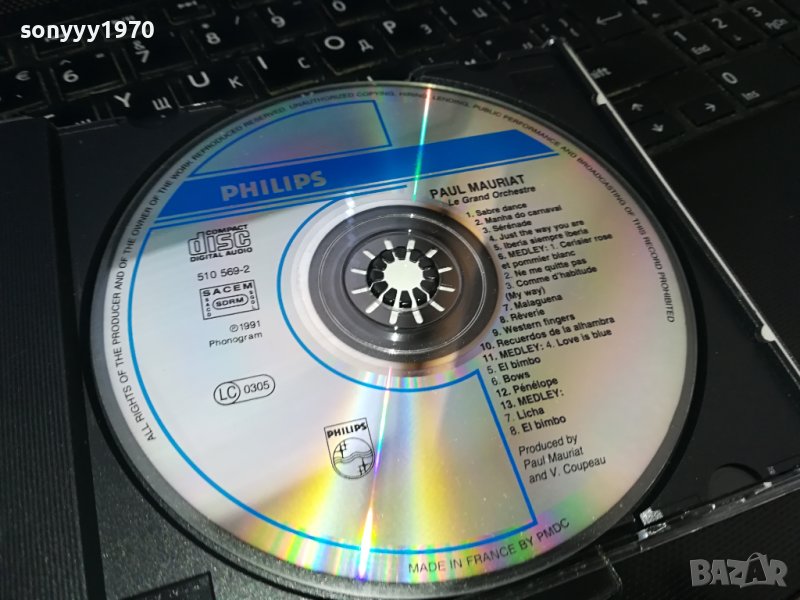 sonyyy1970
ALL RIGHTS OF THE PRODUCER AND OF THE OWNER OF THE WORK REPRODUCED RESERVED UNAUTHORIZED COPYING, HIRING, LENDING, PUBLIC PERFORMANCE AND BROADCASTING OF THIS RECORD PROHIBITED
PHILIPS
PAUL MAURIAT
Le Grand Orchestre
1. Sabre dance
2. Manha do carnaval
3. Sérénade
4. Just the way you are
5. Iberia siempre Iberia
6. MEDLEY: 1. Cerisier rose
et pommier blanc
2. Ne me quitte pas
3. Comme d'habitude
(My way)
7. Malaguena
8. Rêverie
9. Western fingers
10. Recuerdos de la alhambra
11. MEDLEY: 4. Love is blue
5. El bimbo
6. Bows
12. Pénélope
13. MEDLEY:
7. Licha
8. El bimbo
Produced by
Paul Mauriat
and V. Coupeau
COMPACT
disc
DIGITAL AUDIO
510 569-2
SACEM
SDRM
℗1991
Phonogram
LC 0305
PHILIPS
MADE IN FRANCE BY PMDC
shift
BAZAR